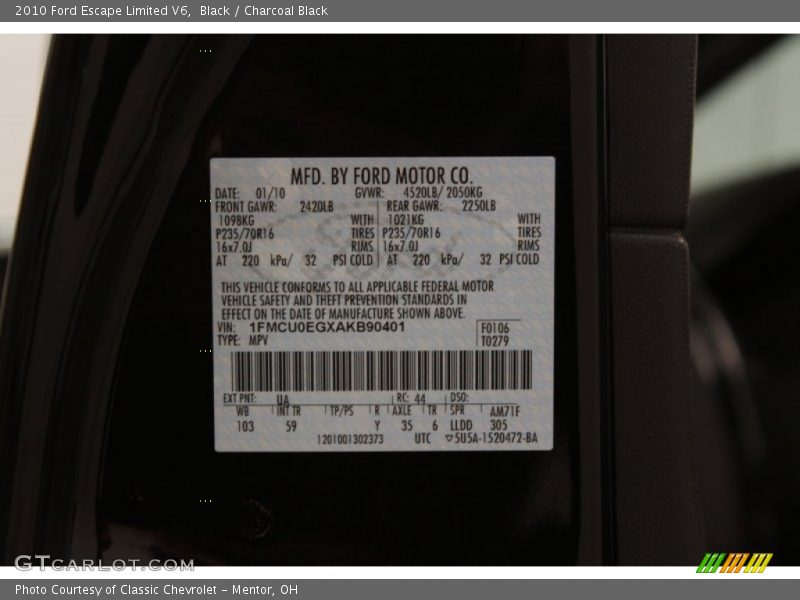 2010 Ford Escape Limited V6,  Black / Charcoal Black
MFD. BY FORD MOTOR CO.
DATE: 01/10 GVWR: 4520LB/ 2050KG
FRONT GAWR: 2420LB REAR GAWR: 2250LB
1098KG WITH 1021KG WITH
P235/70R16 TIRES P235/70R16 TIRES
16x7.0J RIMS 16x7.0J RIMS
AT 220 kPa/ 32 PSI COLD AT 220 kPa/ 32 PSI COLD
THIS VEHICLE CONFORMS TO ALL APPLICABLE FEDERAL MOTOR
VEHICLE SAFETY AND THEFT PREVENTION STANDARDS IN
EFFECT ON THE DATE OF MANUFACTURE SHOWN ABOVE.
VIN: 1FMCU0EGXAKB90401 F0106
TYPE: MPV T0279
EXT PNT: UA RC: 44 DSO:
WB INT TR TP/PS R AXLE TR SPR AM71F
103 59 Y 35 6 LLDD 305
1201001302373 UTC ▽5U5A-1520472-BA
GTCARLOT.COM
Photo Courtesy of Classic Chevrolet - Mentor, OH